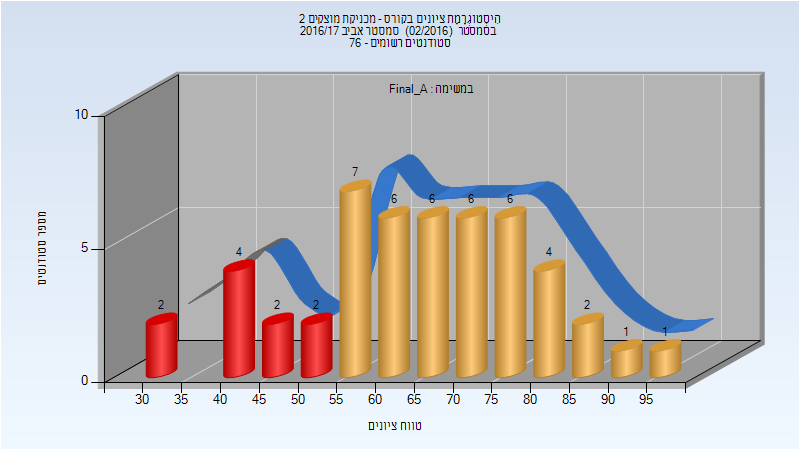 היסטוגרמת ציונים בקורס - מכניקת מוצקים 2
בסמסטר (02/2016) סמסטר אביב 2016/17
סטודנטים רשומים - 76
במשימה : Final_A
מספר סטודנטים
10
5
0
2
4
2
2
7
6
6
6
6
4
2
1
1
30 35 40 45 50 55 60 65 70 75 80 85 90 95
טווח ציונים